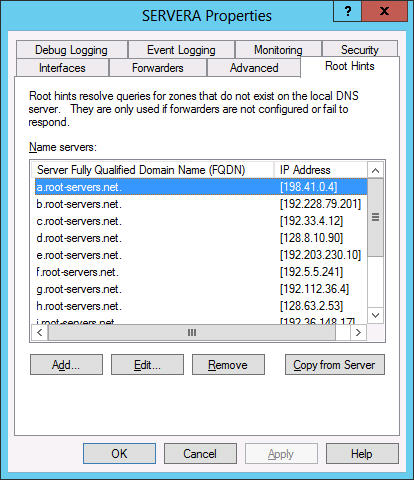 SERVERA Properties
?
x
Debug Logging Event Logging Monitoring Security
Interfaces Forwarders Advanced Root Hints
Root hints resolve queries for zones that do not exist on the local DNS
server. They are only used if forwarders are not configured or fail to
respond.
Name servers:
Server Fully Qualified Domain Name (FQDN) IP Address
a.root-servers.net. [198.41.0.4]
b.root-servers.net. [192.228.79.201]
c.root-servers.net. [192.33.4.12]
d.root-servers.net. [128.8.10.90]
e.root-servers.net. [192.203.230.10]
f.root-servers.net. [192.5.5.241]
g.root-servers.net. [192.112.36.4]
h.root-servers.net. [128.63.2.53]
i.root-servers.net. [192.36.148.17]
Add... Edit... Remove Copy from Server
OK Cancel Apply Help